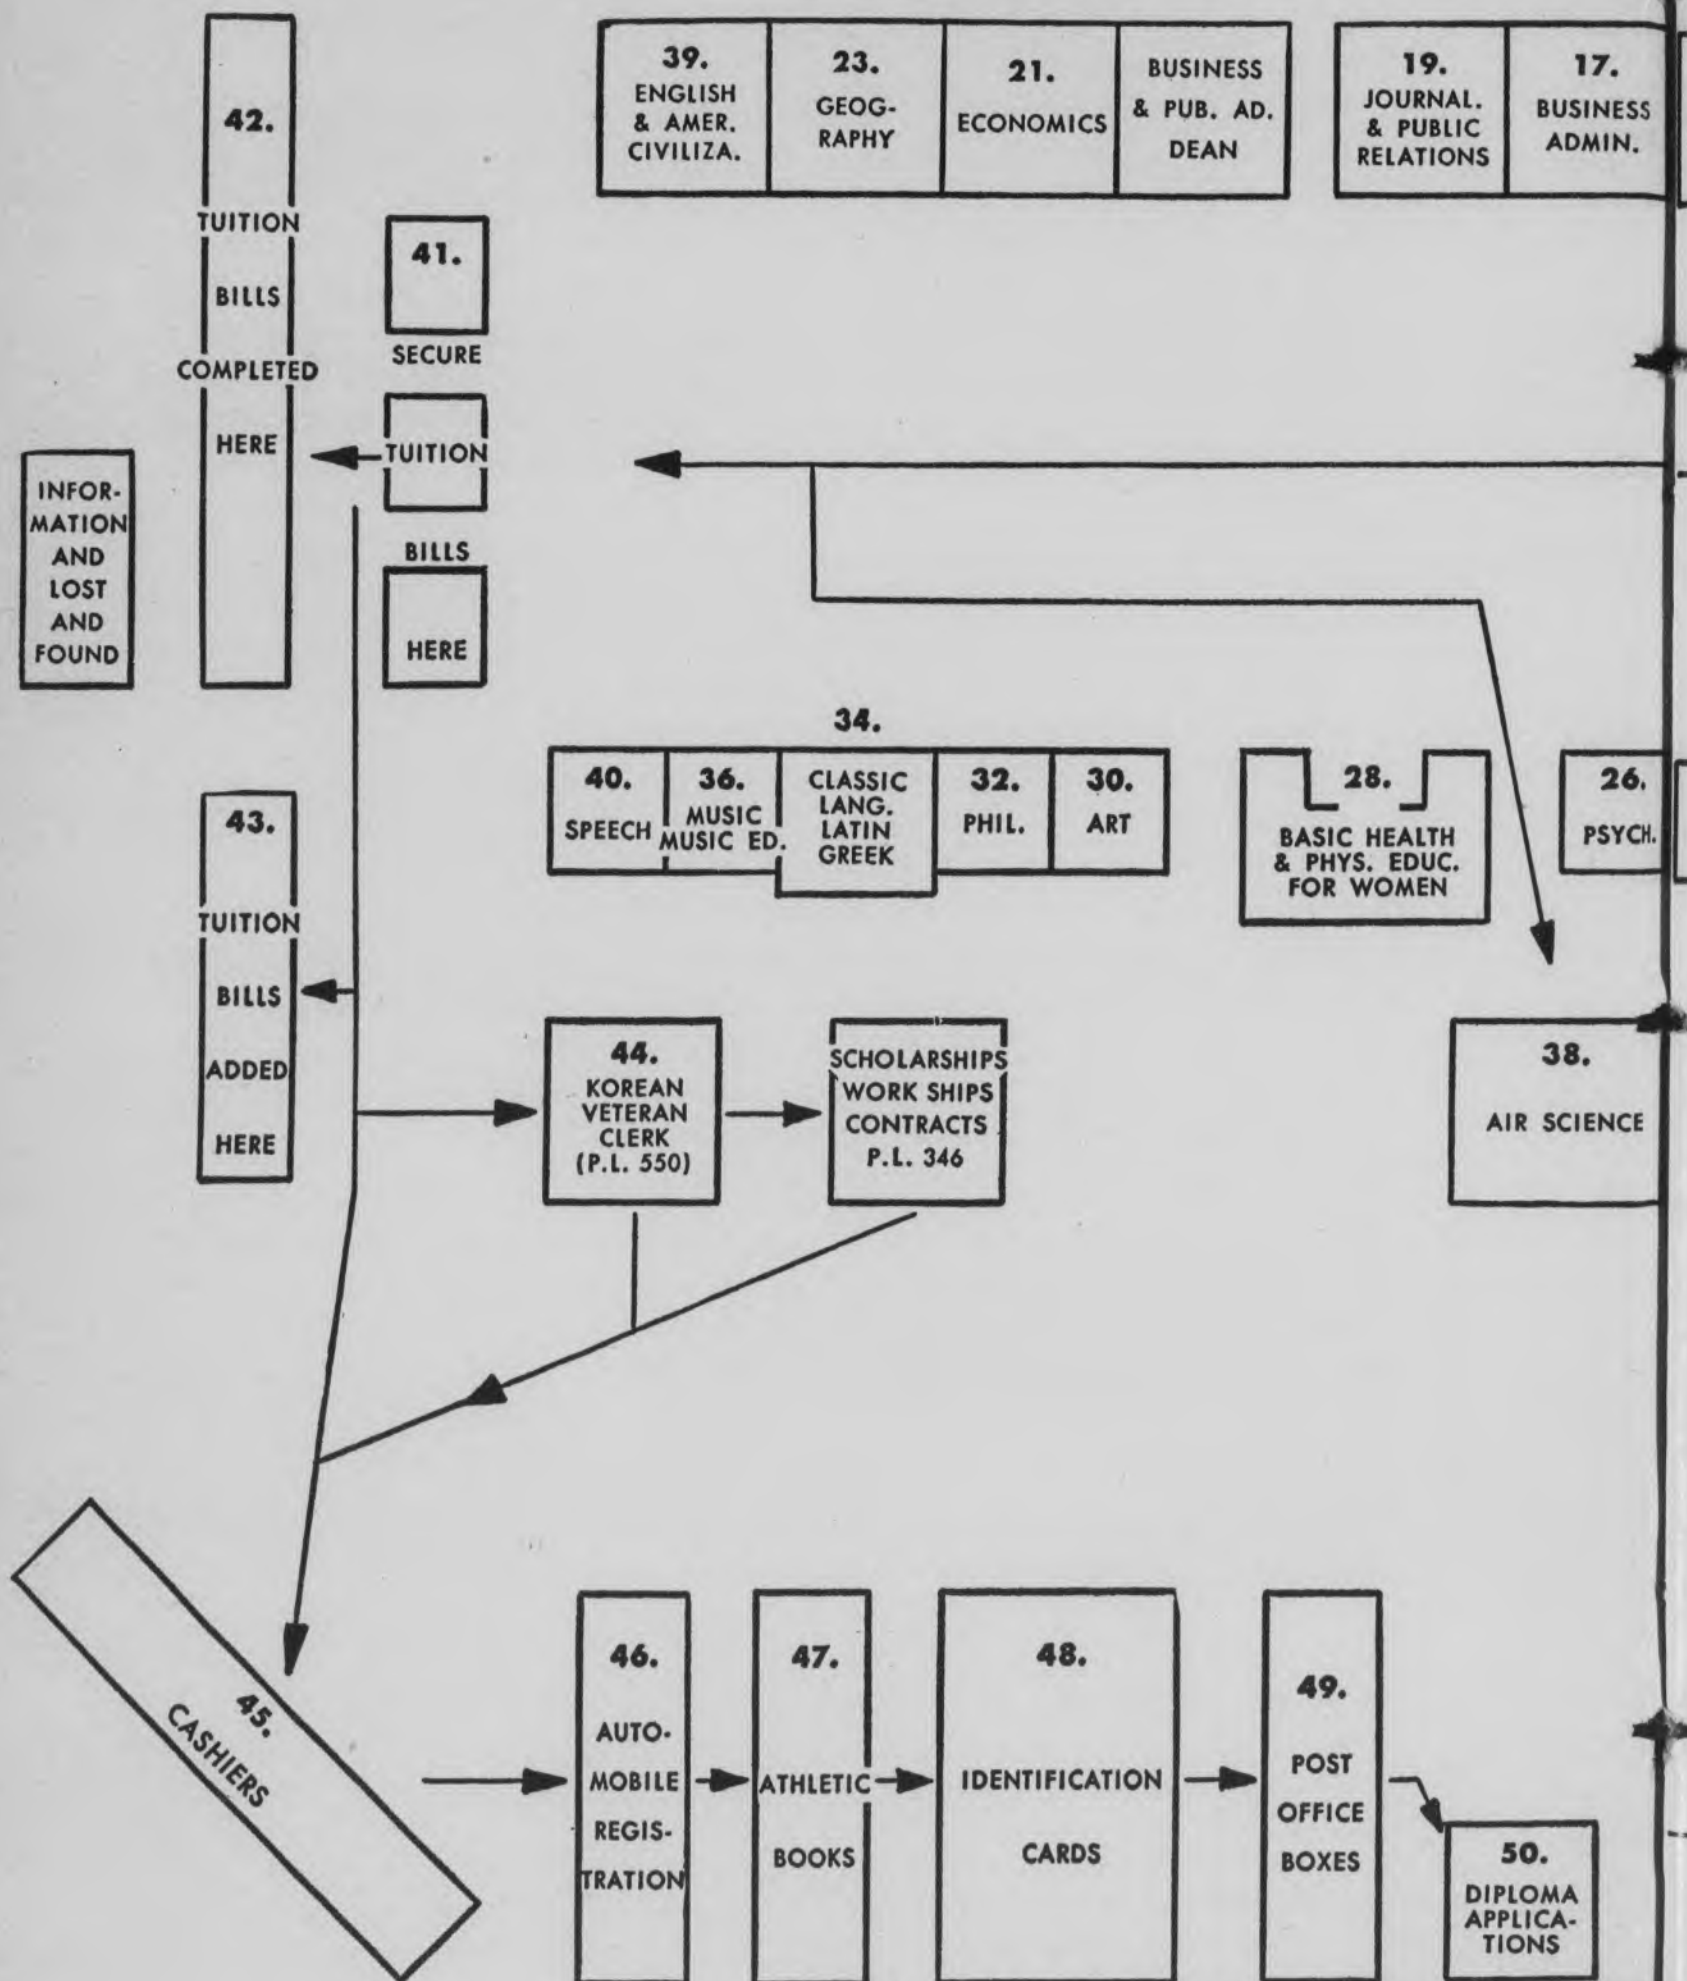 39.
ENGLISH
& AMER.
CIVILIZA.
23.
GEOG-
RAPHY
21.
ECONOMICS
BUSINESS
& PUB. AD.
DEAN
19.
JOURNAL.
& PUBLIC
RELATIONS
17.
BUSINESS
ADMIN.
42.
TUITION
BILLS
COMPLETED
HERE
41.
SECURE
TUITION
BILLS
HERE
INFOR-
MATION
AND
LOST
AND
FOUND
34.
CLASSIC
LANG.
LATIN
GREEK
40.
SPEECH
36.
MUSIC
MUSIC ED.
32.
PHIL.
30.
ART
28.
BASIC HEALTH
& PHYS. EDUC.
FOR WOMEN
26.
PSYCH.
43.
TUITION
BILLS
ADDED
HERE
44.
KOREAN
VETERAN
CLERK
(P.L. 550)
SCHOLARSHIPS
WORK SHIPS
CONTRACTS
P.L. 346
38.
AIR SCIENCE
45.
CASHIERS
46.
AUTO-
MOBILE
REGIS-
TRATION
47.
ATHLETIC
BOOKS
48.
IDENTIFICATION
CARDS
49.
POST
OFFICE
BOXES
50.
DIPLOMA
APPLICA-
TIONS